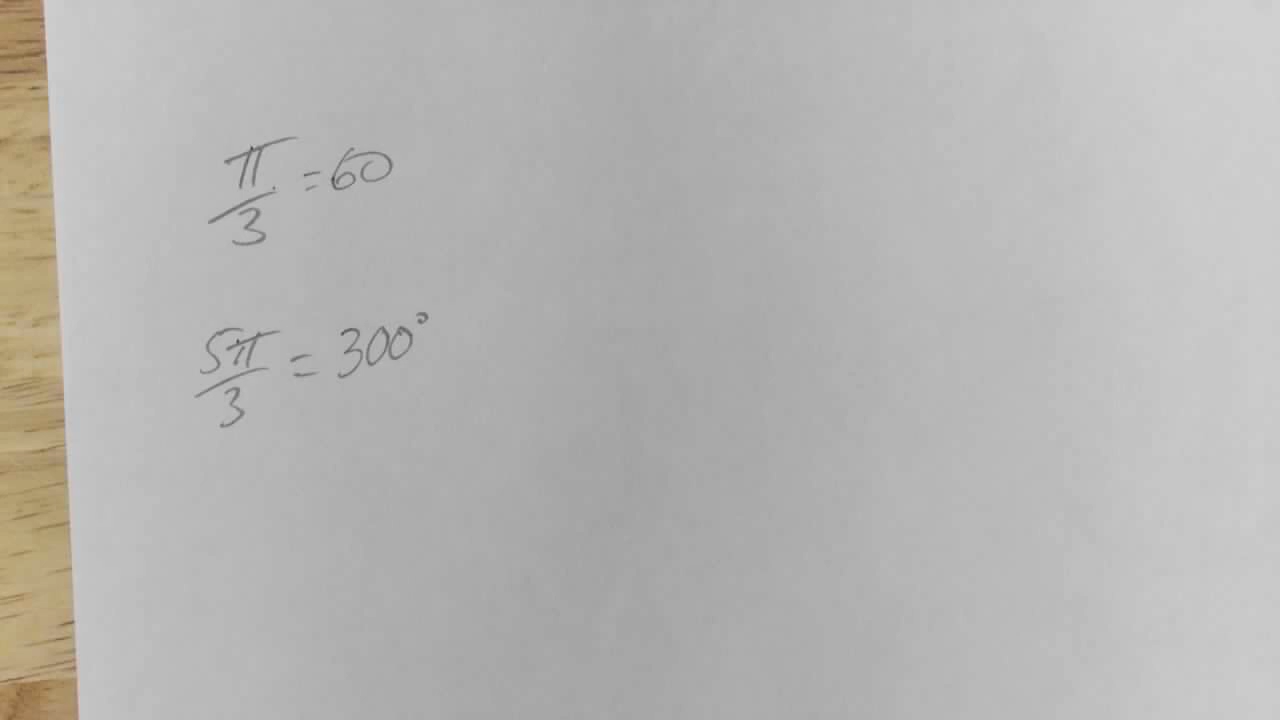 π/3 = 60
5π/3 = 300°